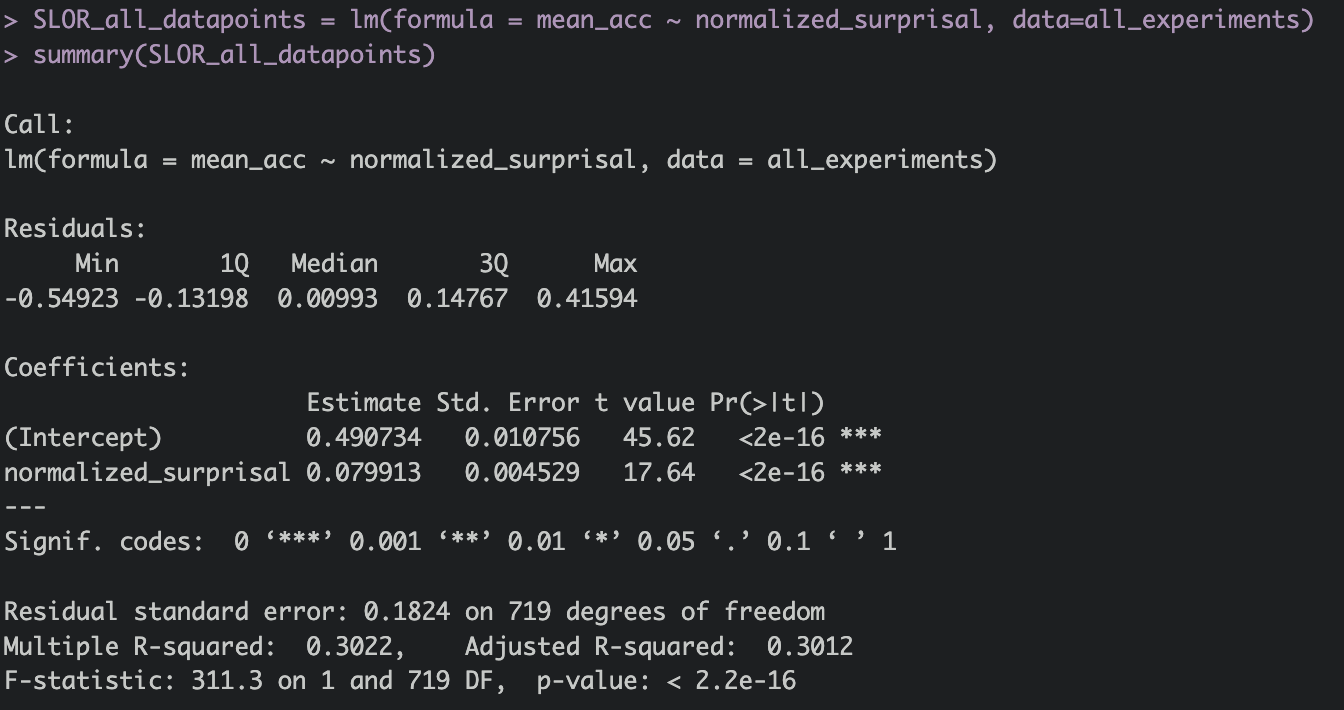 > SLOR_all_datapoints = lm(formula = mean_acc ~ normalized_surprisal, data=all_experiments)
> summary(SLOR_all_datapoints)
Call:
lm(formula = mean_acc ~ normalized_surprisal, data = all_experiments)
Residuals:
     Min       1Q   Median       3Q      Max
-0.54923 -0.13198  0.00993  0.14767  0.41594
Coefficients:
                     Estimate Std. Error t value Pr(>|t|)
(Intercept)          0.490734   0.010756   45.62   <2e-16 ***
normalized_surprisal 0.079913   0.004529   17.64   <2e-16 ***
---
Signif. codes:  0 ‘***’ 0.001 ‘**’ 0.01 ‘*’ 0.05 ‘.’ 0.1 ‘ ’ 1
Residual standard error: 0.1824 on 719 degrees of freedom
Multiple R-squared:  0.3022,	Adjusted R-squared:  0.3012
F-statistic: 311.3 on 1 and 719 DF,  p-value: < 2.2e-16